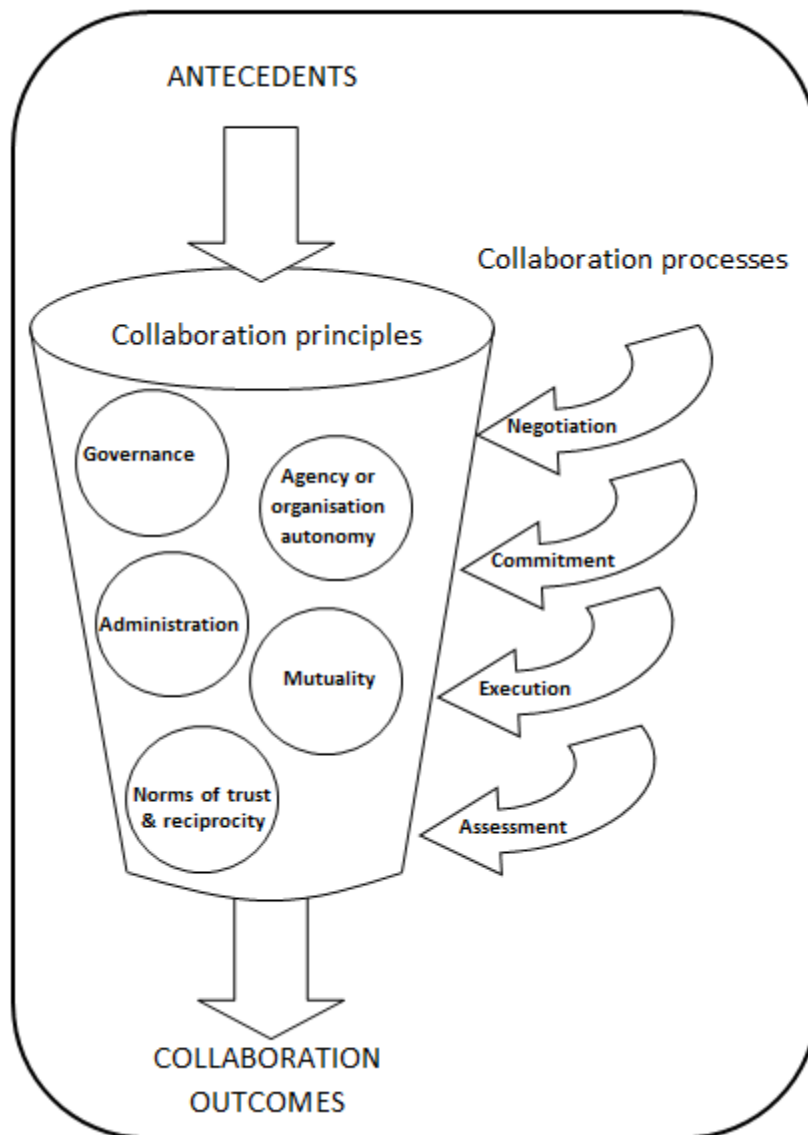 ANTECEDENTS
Collaboration processes
Collaboration principles
Governance
Agency or
organisation
autonomy
Administration
Mutuality
Norms of trust
& reciprocity
Negotiation
Commitment
Execution
Assessment
COLLABORATION
OUTCOMES